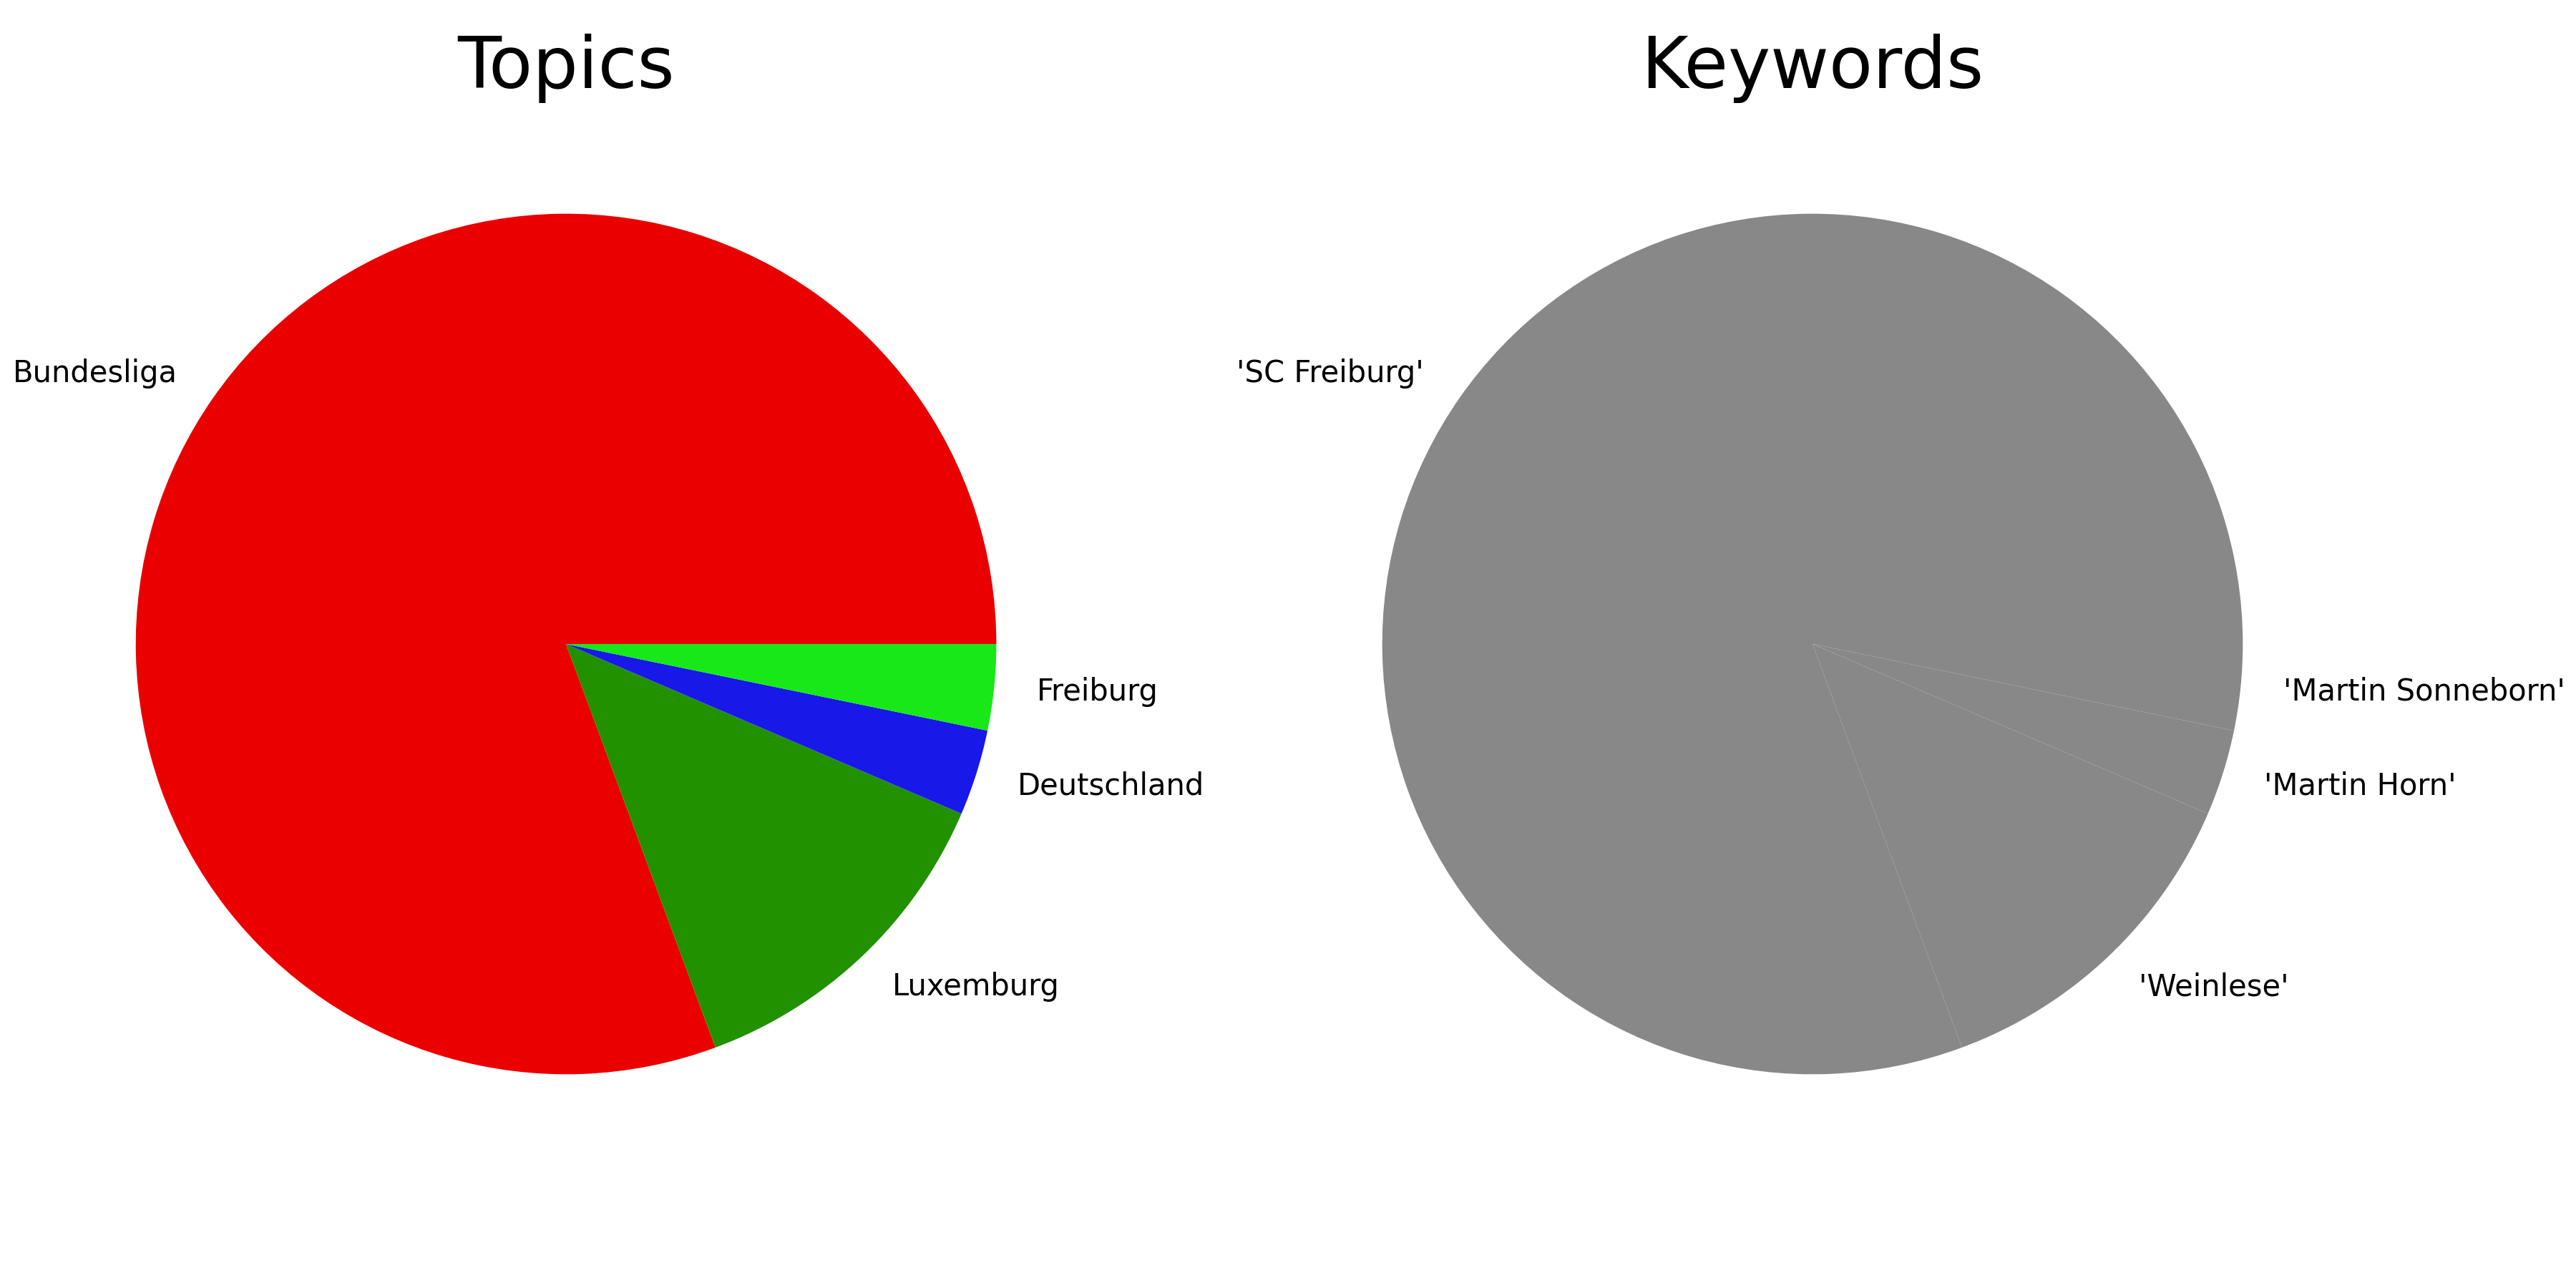 Topics
Bundesliga
Freiburg
Deutschland
Luxemburg
Keywords
'SC Freiburg'
'Martin Sonneborn'
'Martin Horn'
'Weinlese'